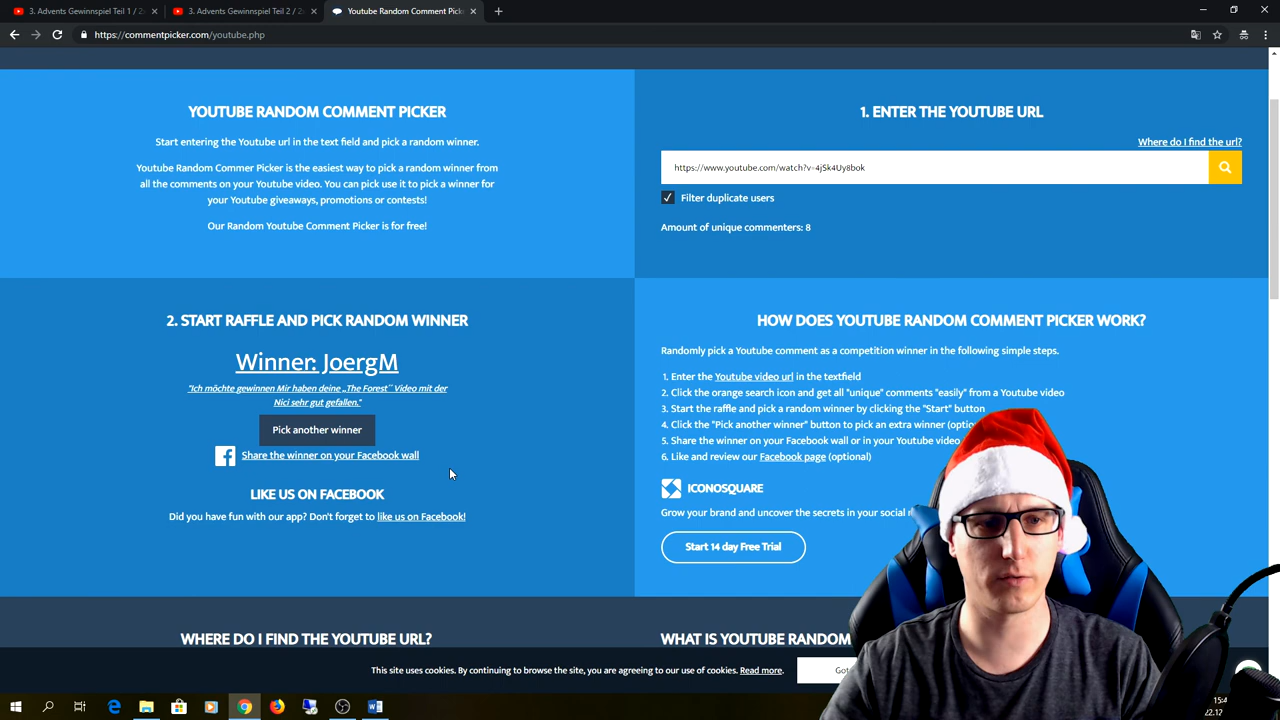 3. Advents Gewinnspiel Teil 1 / 2
3. Advents Gewinnspiel Teil 2 / 2
Youtube Random Comment Pick
https://commentpicker.com/youtube.php
YOUTUBE RANDOM COMMENT PICKER
Start entering the Youtube url in the text field and pick a random winner.
Youtube Random Commer Picker is the easiest way to pick a random winner from
all the comments on your Youtube video. You can pick use it to pick a winner for
your Youtube giveaways, promotions or contests!
Our Random Youtube Comment Picker is for free!
1. ENTER THE YOUTUBE URL
Where do I find the url?
https://www.youtube.com/watch?v=4jSk4Uy8bok
Filter duplicate users
Amount of unique commenters: 8
2. START RAFFLE AND PICK RANDOM WINNER
Winner: JoergM
"Ich möchte gewinnen Mir haben deine „The Forest´´ Video mit der
Nici sehr gut gefallen."
Pick another winner
Share the winner on your Facebook wall
LIKE US ON FACEBOOK
Did you have fun with our app? Don't forget to like us on Facebook!
HOW DOES YOUTUBE RANDOM COMMENT PICKER WORK?
Randomly pick a Youtube comment as a competition winner in the following simple steps.
1. Enter the Youtube video url in the textfield
2. Click the orange search icon and get all "unique" comments "easily" from a Youtube video
3. Start the raffle and pick a random winner by clicking the "Start" button
4. Click the "Pick another winner" button to pick an extra winner
5. Share the winner on your Facebook wall or in your Youtube video
6. Like and review our Facebook page (optional)
ICONOSQUARE
Grow your brand and uncover the secrets in your social
Start 14 day Free Trial
WHERE DO I FIND THE YOUTUBE URL?
WHAT IS YOUTUBE RANDOM
This site uses cookies. By continuing to browse the site, you are agreeing to our use of cookies. Read more.
Got
15:4
22.12